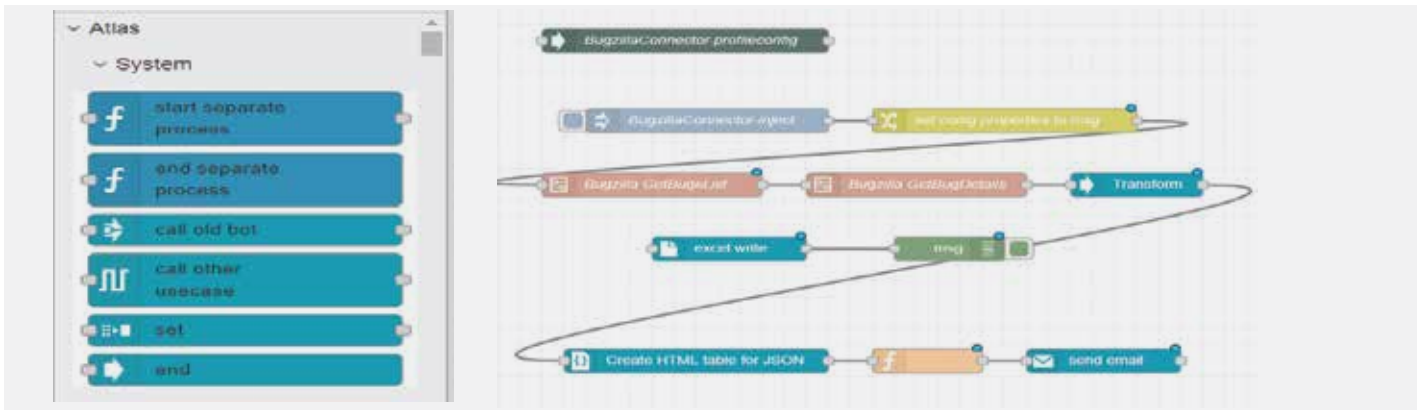 Atlas
System
start separate
process
end separate
process
call old bot
call other
usecase
set
end
BugzillaConnector profileconfig
BugzillaConnector-inject
set config properties to msg
Bugzilla GetBugsList
Bugzilla GetBugDetails
Transform
excel write
msg
Create HTML table for JSON
send email